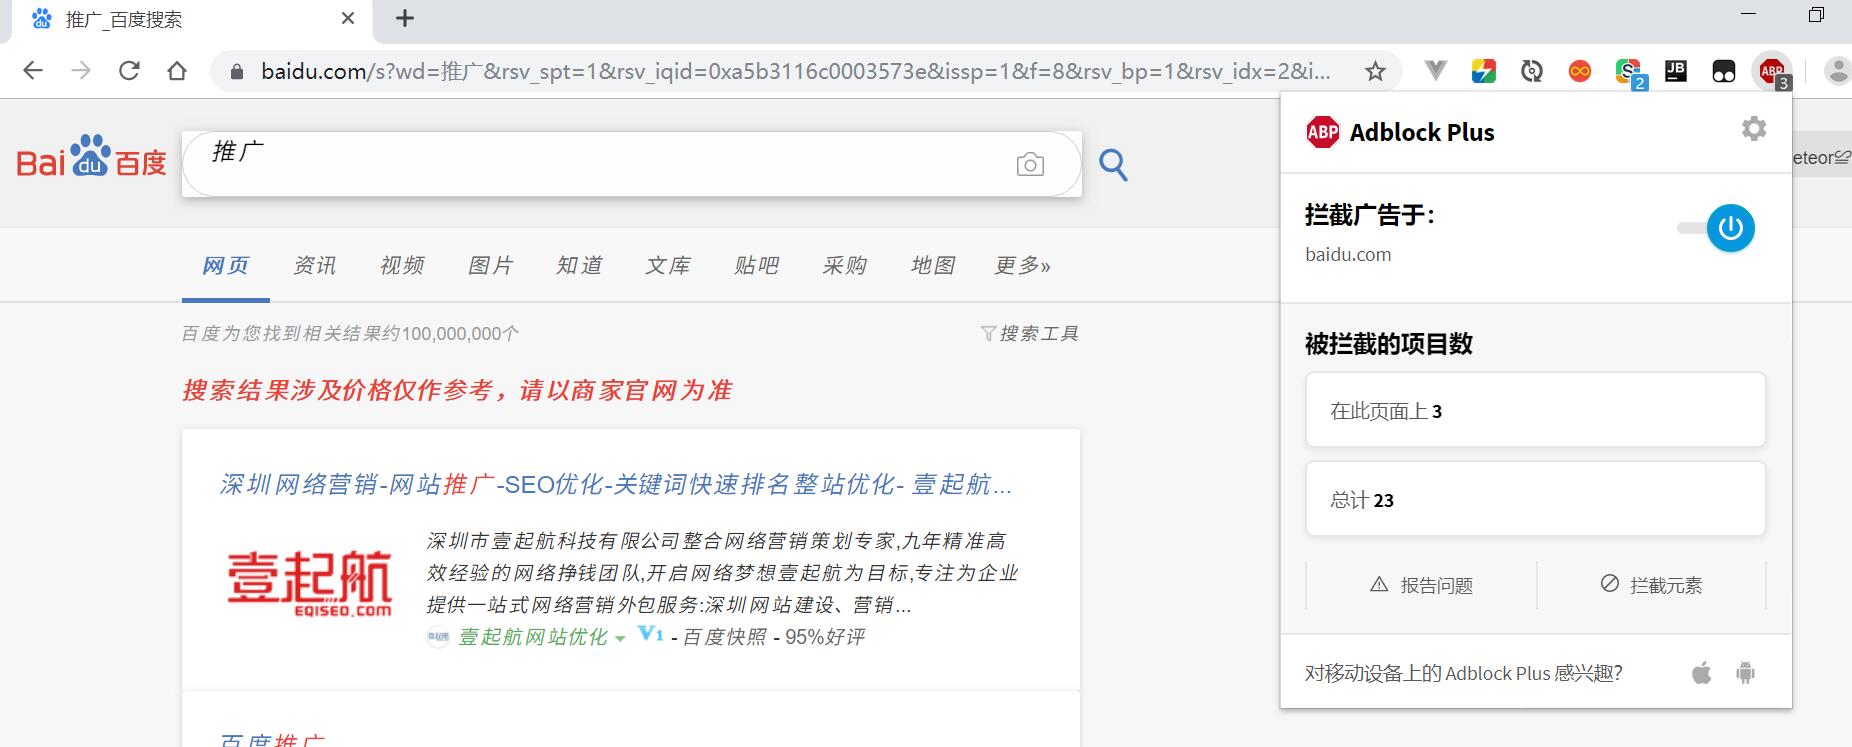 推广_百度搜索
baidu.com/s?wd=推广&rsv_spt=1&rsv_iqid=0xa5b3116c0003573e&issp=1&f=8&rsv_bp=1&rsv_idx=2&i...
2
JB
ABP
3
Bai du 百度
推广
网页 资讯 视频 图片 知道 文库 贴吧 采购 地图 更多»
百度为您找到相关结果约100,000,000个
搜索工具
搜索结果涉及价格仅作参考，请以商家官网为准
深圳网络营销-网站推广-SEO优化-关键词快速排名整站优化- 壹起航...
壹起航
EQISEO.COM
深圳市壹起航科技有限公司整合网络营销策划专家,九年精准高
效经验的网络挣钱团队,开启网络梦想壹起航为目标,专注为企业
提供一站式网络营销外包服务:深圳网站建设、营销...
壹起航网站优化 V1 - 百度快照 - 95%好评
百度推广
ABP Adblock Plus
eteor
拦截广告于：
baidu.com
被拦截的项目数
在此页面上 3
总计 23
报告问题
拦截元素
对移动设备上的 Adblock Plus 感兴趣?